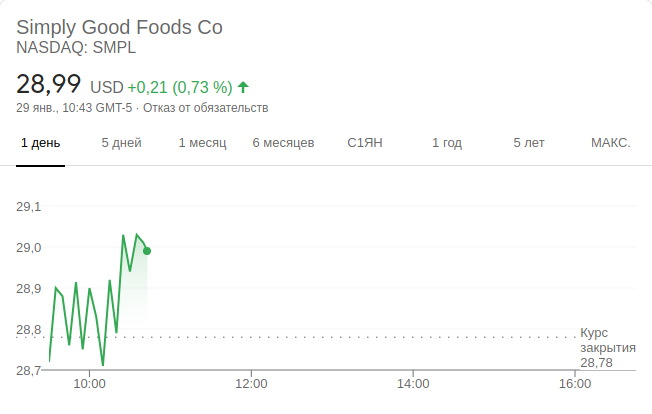 Simply Good Foods Co
NASDAQ: SMPL
28,99 USD +0,21 (0,73 %)
29 янв., 10:43 GMT-5 · Отказ от обязательств
1 день 5 дней 1 месяц 6 месяцев С1ЯН 1 год 5 лет МАКС.
29,1
29,0
28,9
28,8
Курс
закрытия
28,78
28,7
10:00 12:00 14:00 16:00